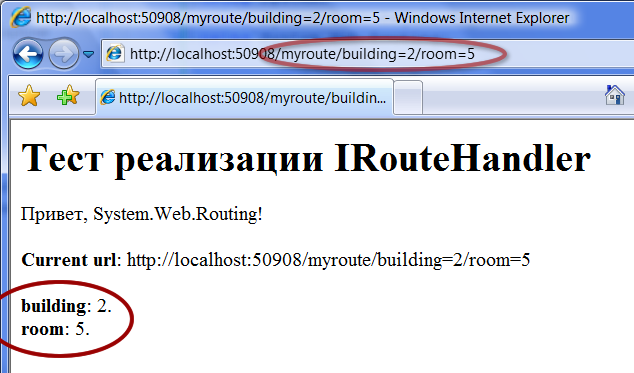 http://localhost:50908/myroute/building=2/room=5 - Windows Internet Explorer
http://localhost:50908/myroute/building=2/room=5
http://localhost:50908/myroute/buildin...
Тест реализации IRouteHandler
Привет, System.Web.Routing!
Current url: http://localhost:50908/myroute/building=2/room=5
building: 2.
room: 5.